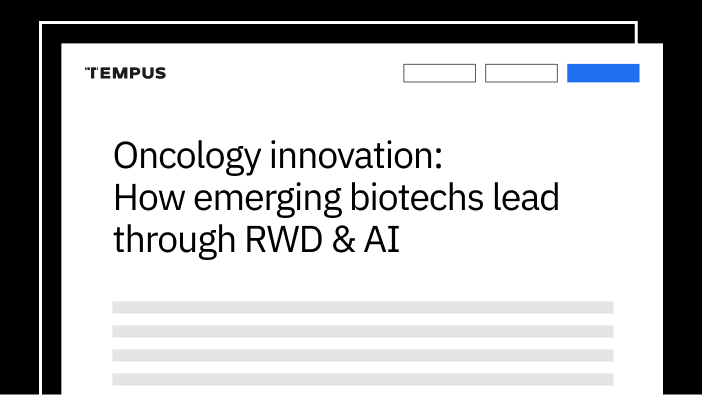 TEMPUS
Oncology innovation:
How emerging biotechs lead
through RWD & AI